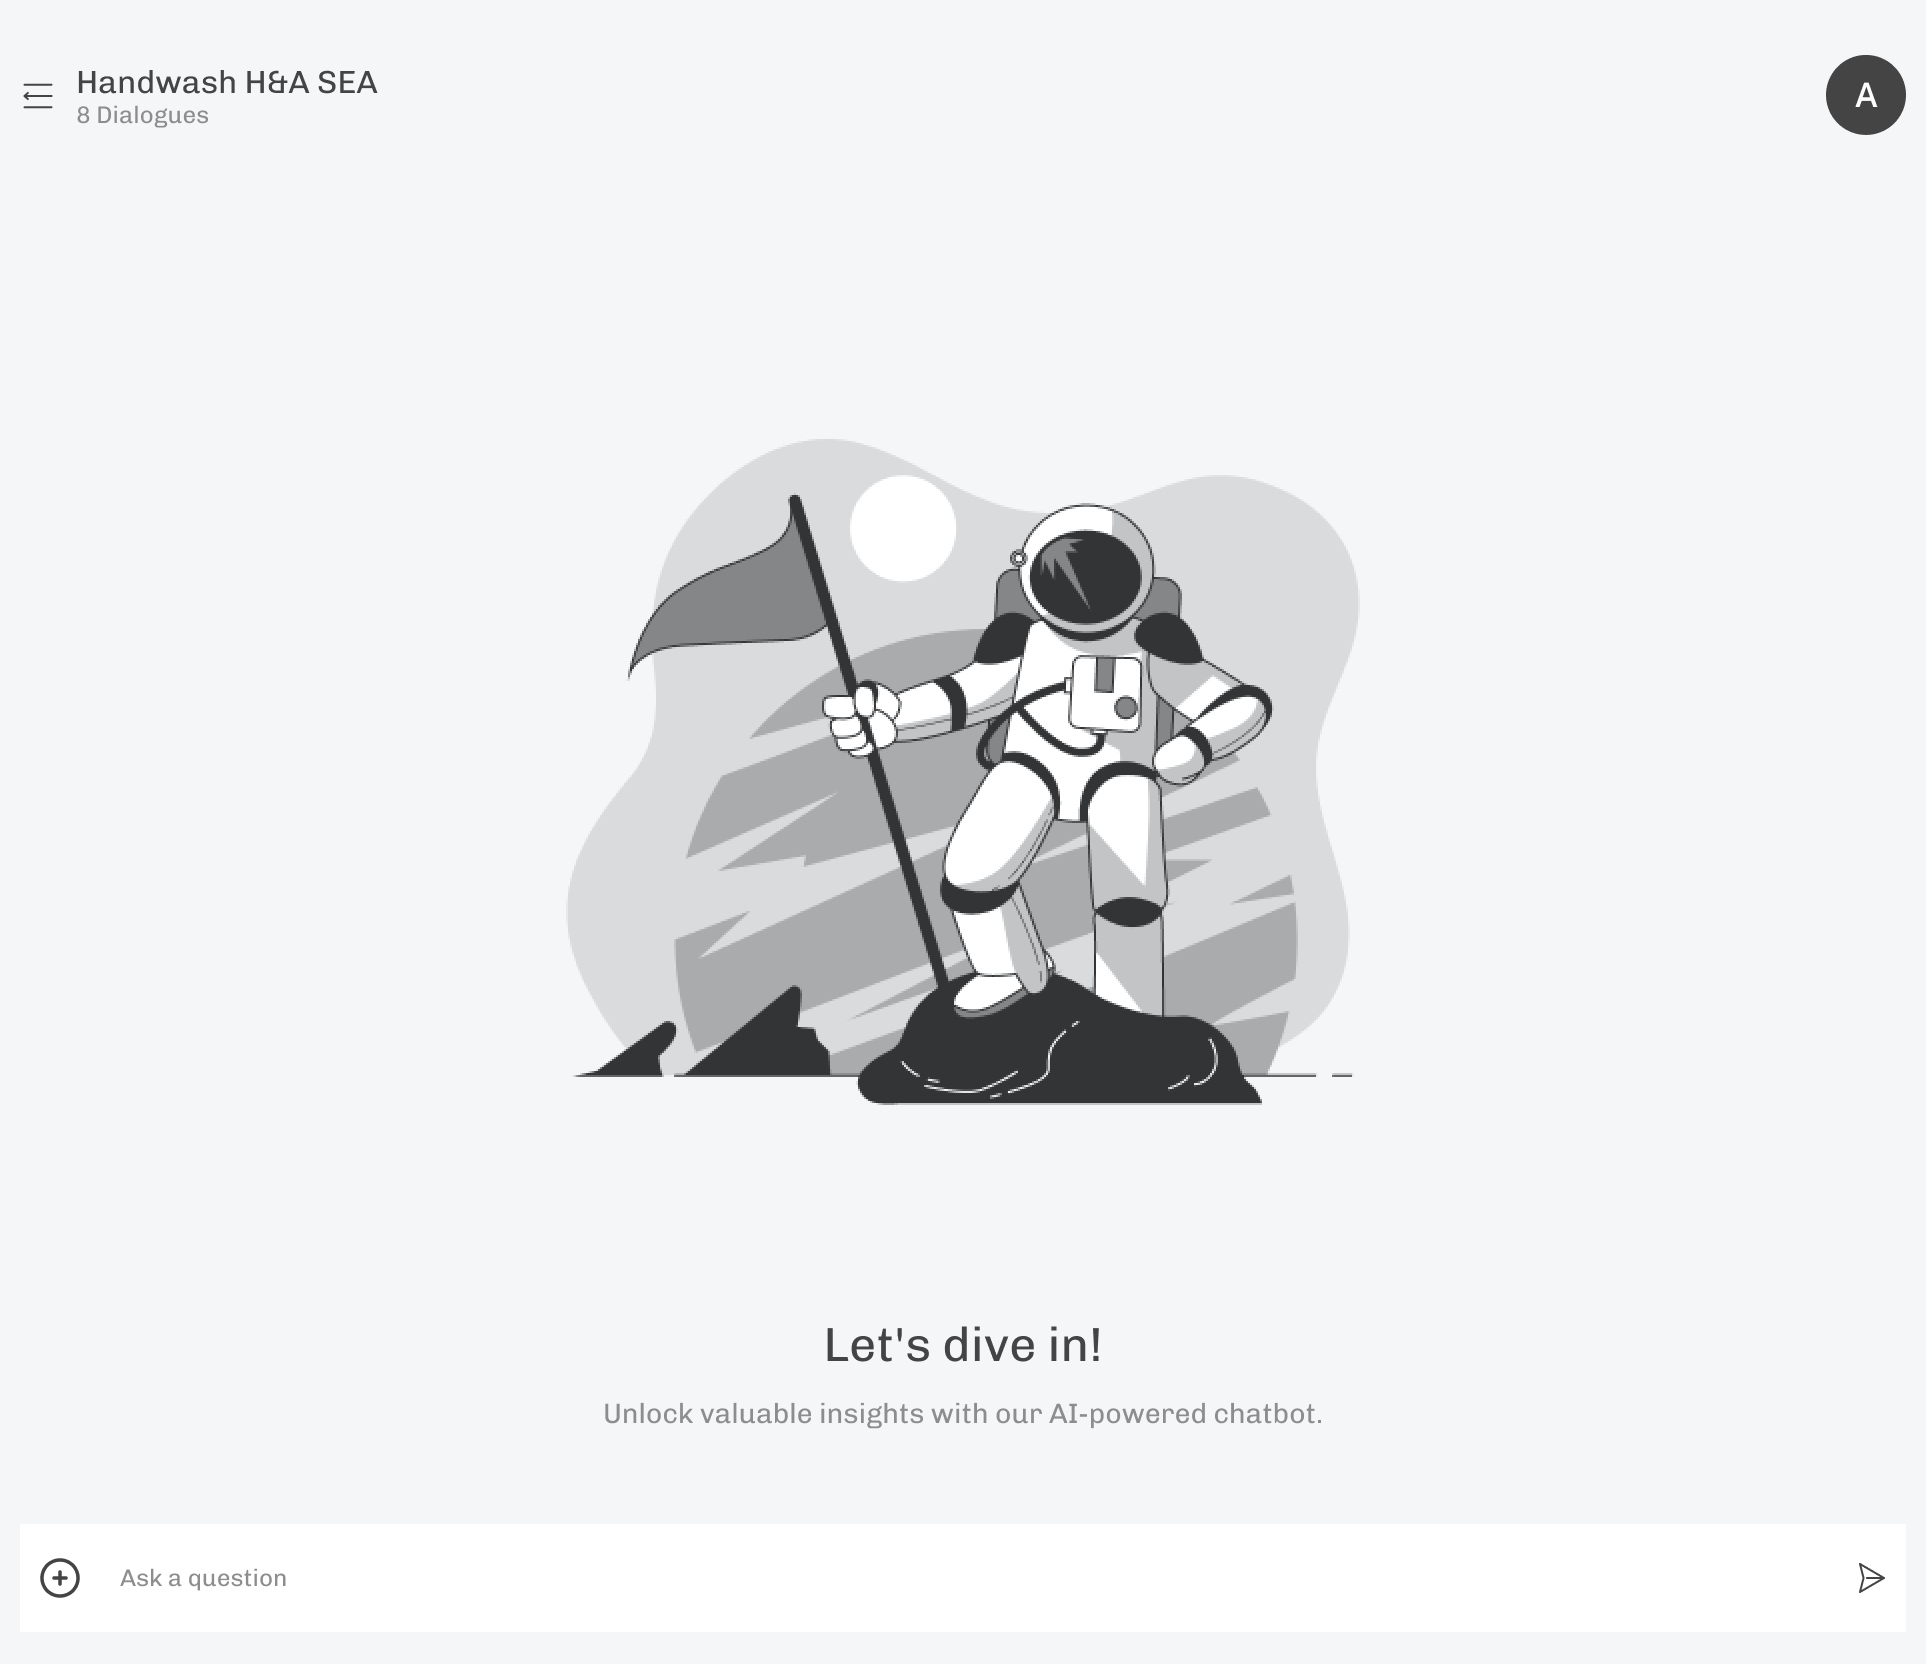 Handwash H&A SEA
8 Dialogues
A
Let's dive in!
Unlock valuable insights with our AI-powered chatbot.
Ask a question